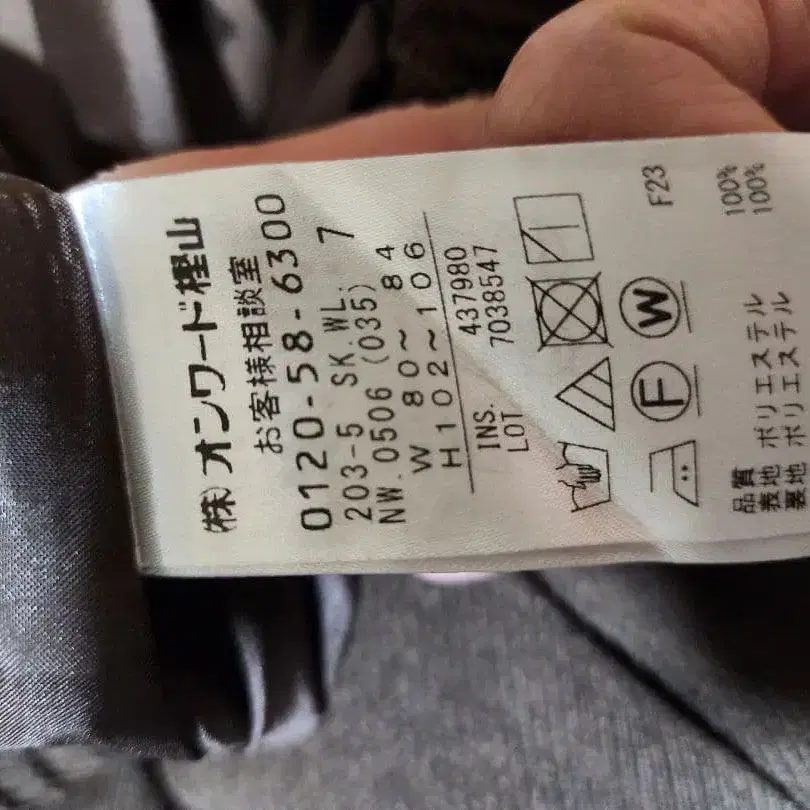 (株)オンワード樫山
お客様相談室
0120-58-6300
203-5 SK.WL: 7
NW.0506 (035)
W 80～ 84
H102～106
INS. 437980
LOT 7038547
F W
F23
品質
表地 ポリエステル 100%
裏地 ポリエステル 100%